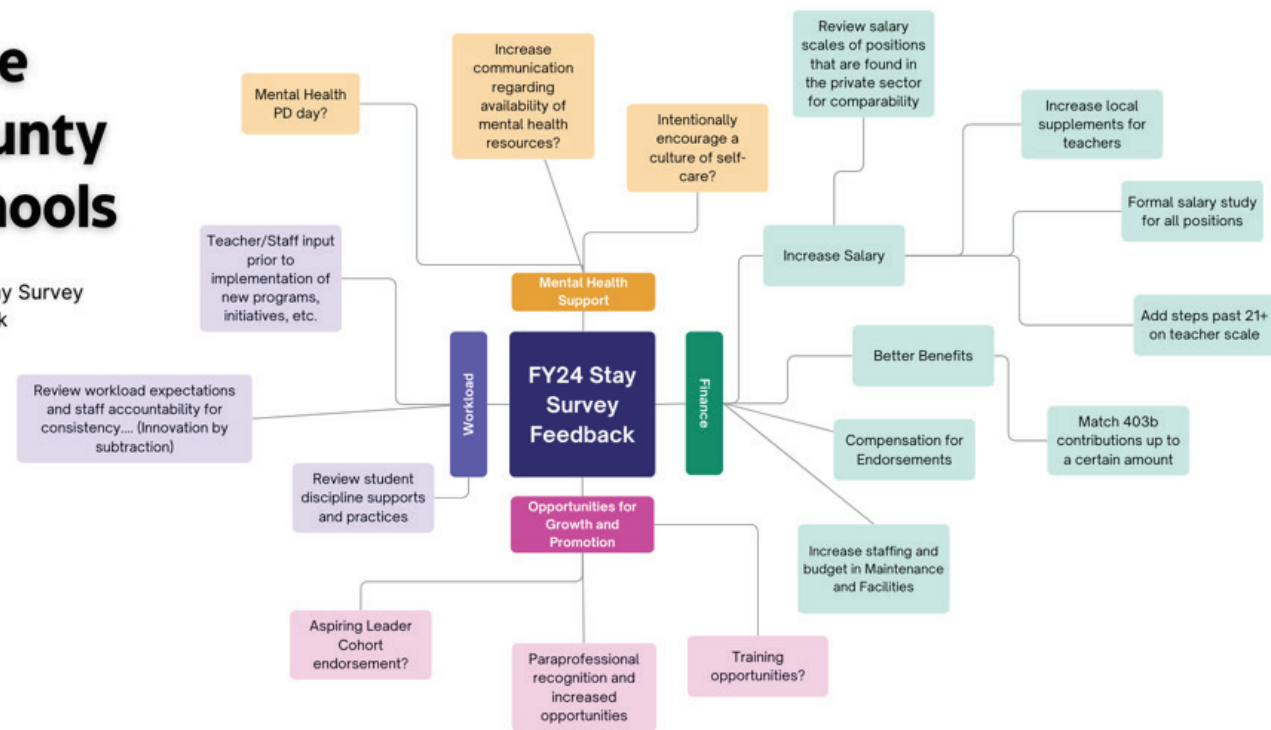 Mental Health
PD day?
Increase
communication
regarding
availability of
mental health
resources?
Intentionally
encourage a
culture of self-
care?
Review salary
scales of positions
that are found in
the private sector
for comparability
Increase local
supplements for
teachers
Formal salary study
for all positions
Add steps past 21+
on teacher scale
Increase Salary
Teacher/Staff input
prior to
implementation of
new programs,
initiatives, etc.
Mental Health
Support
Survey
Workload
FY24 Stay
Survey
Feedback
Finance
Better Benefits
Match 403b
contributions up to
a certain amount
Compensation for
Endorsements
Increase staffing and
budget in Maintenance
and Facilities
Review workload expectations
and staff accountability for
consistency.... (Innovation by
subtraction)
Review student
discipline supports
and practices
Opportunities for
Growth and
Promotion
Aspiring Leader
Cohort
endorsement?
Paraprofessional
recognition and
increased
opportunities
Training
opportunities?